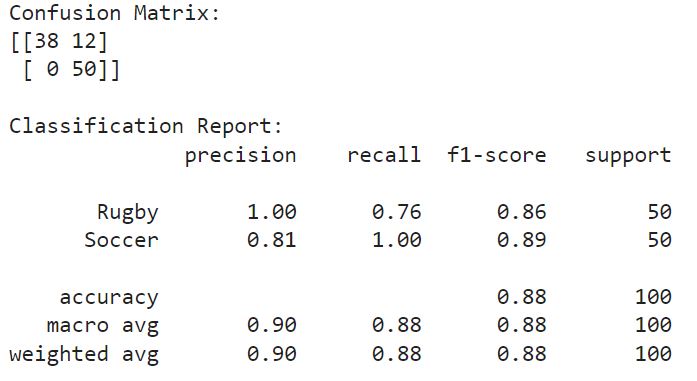 Confusion Matrix:
[[38 12]
 [ 0 50]]
Classification Report:
              precision    recall  f1-score   support
       Rugby       1.00      0.76      0.86        50
      Soccer       0.81      1.00      0.89        50
    accuracy                           0.88       100
   macro avg       0.90      0.88      0.88       100
weighted avg       0.90      0.88      0.88       100